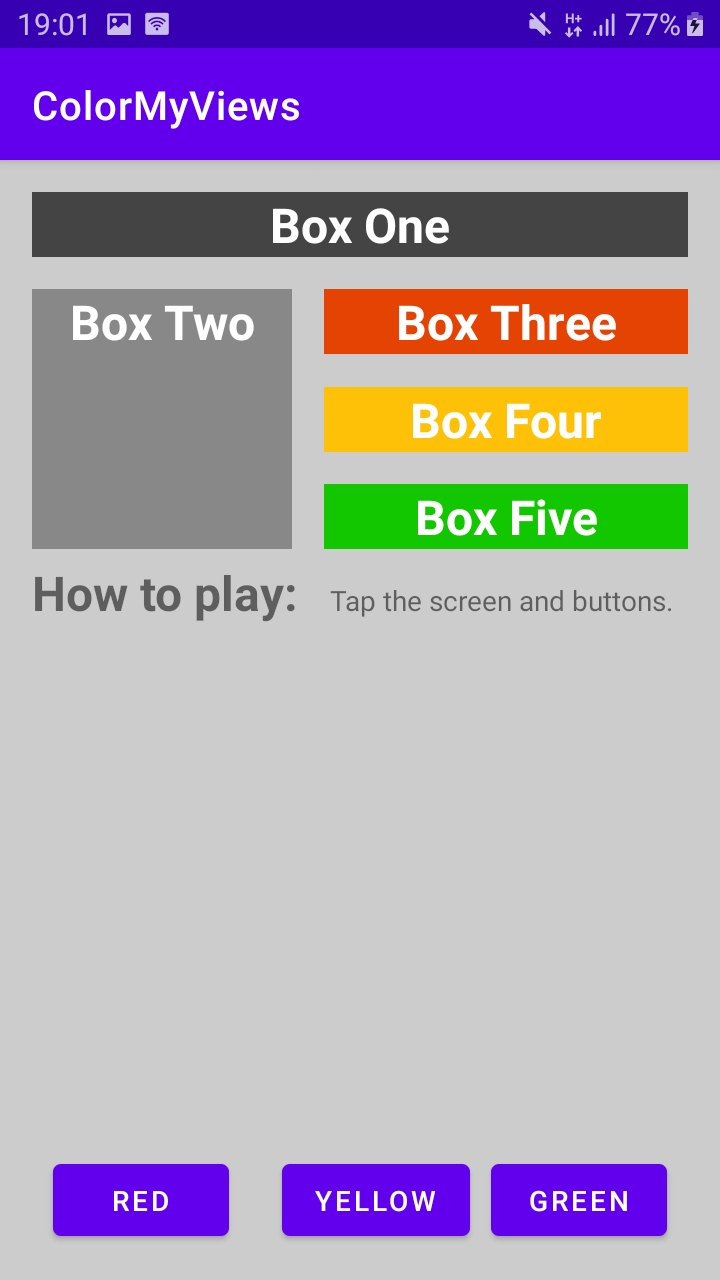 19:01 H+ 77%
ColorMyViews
Box One
Box Two
Box Three
Box Four
Box Five
How to play: Tap the screen and buttons.
RED YELLOW GREEN